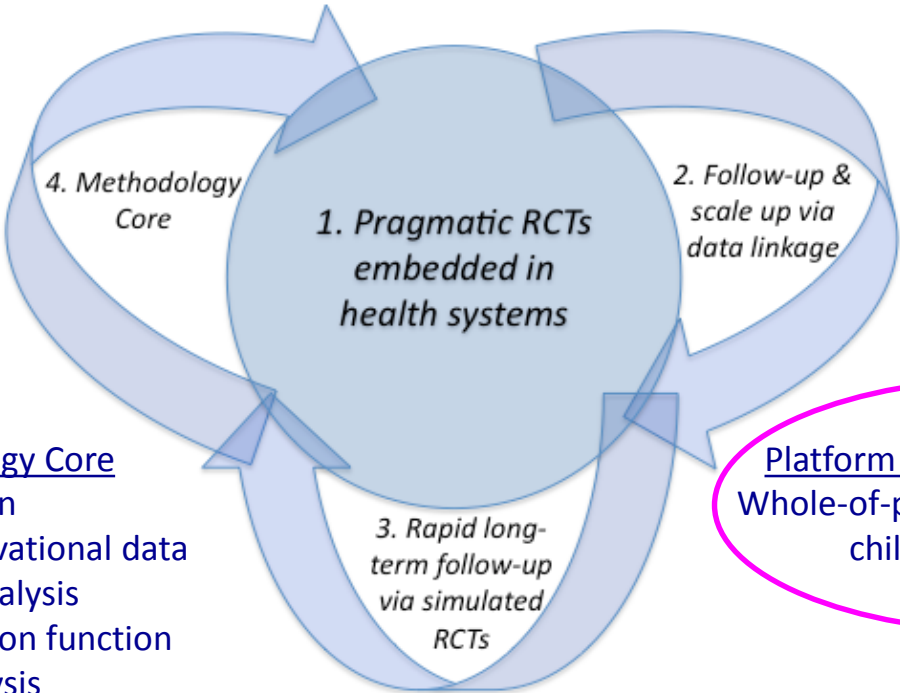 4. Methodology
Core
1. Pragmatic RCTs
embedded in
health systems
2. Follow-up &
scale up via
data linkage
3. Rapid long-
term follow-up
via simulated
RCTs
gy Core
n
vational data
alysis
on function
sis
Platform
Whole-of-p
chil